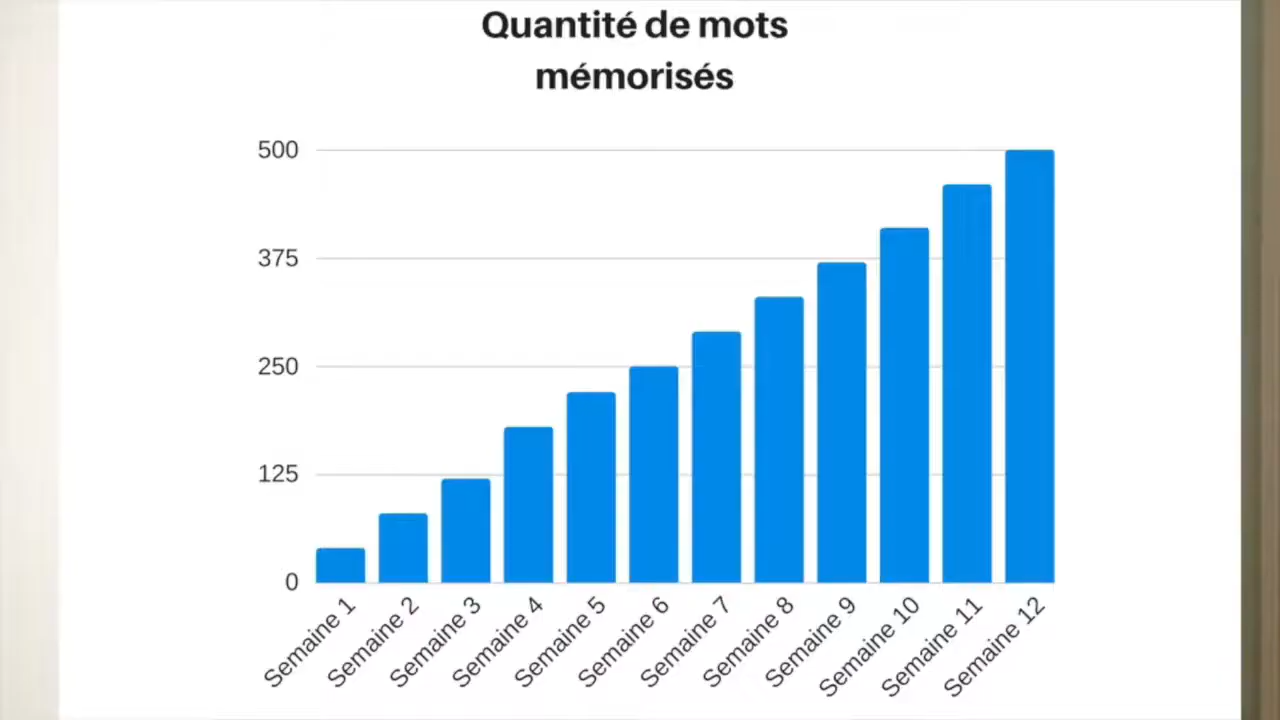 Quantité de mots
mémorisés
500
375
250
125
0
Semaine 1
Semaine 2
Semaine 3
Semaine 4
Semaine 5
Semaine 6
Semaine 7
Semaine 8
Semaine 9
Semaine 10
Semaine 11
Semaine 12